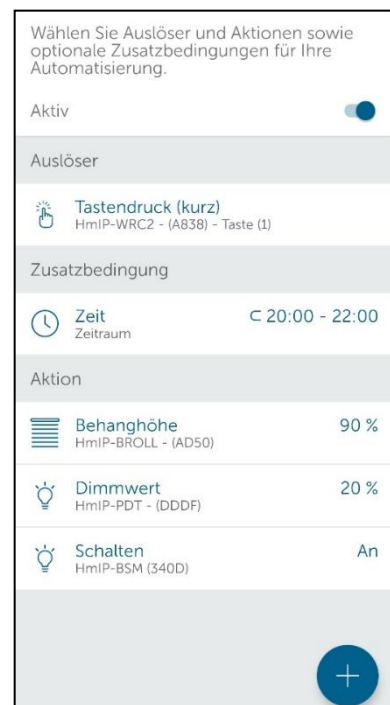 Wählen Sie Auslöser und Aktionen sowie
optionale Zusatzbedingungen für Ihre
Automatisierung.
Aktiv
Auslöser
Tastendruck (kurz)
HmIP-WRC2 - (A838) - Taste (1)
Zusatzbedingung
Zeit ⊂ 20:00 - 22:00
Zeitraum
Aktion
Behanghöhe 90 %
HmIP-BROLL - (AD50)
Dimmwert 20 %
HmIP-PDT - (DDDF)
Schalten An
HmIP-BSM (340D)